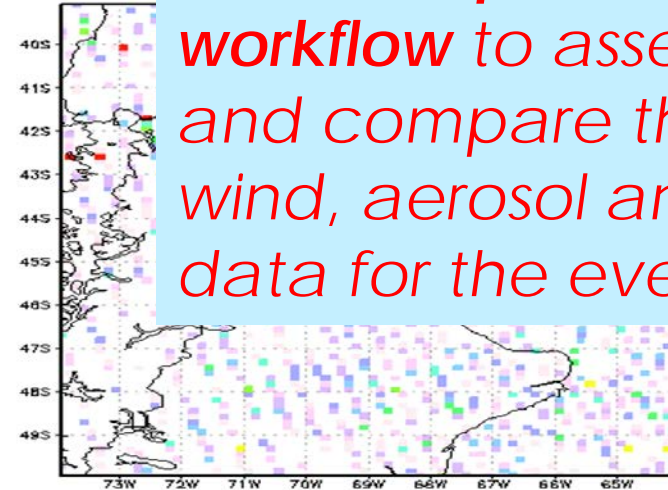 workflow to asse
and compare th
wind, aerosol an
data for the eve
40S
41S
42S
43S
44S
45S
46S
47S
48S
49S
73W 72W 71W 70W 69W 68W 67W 66W 65W